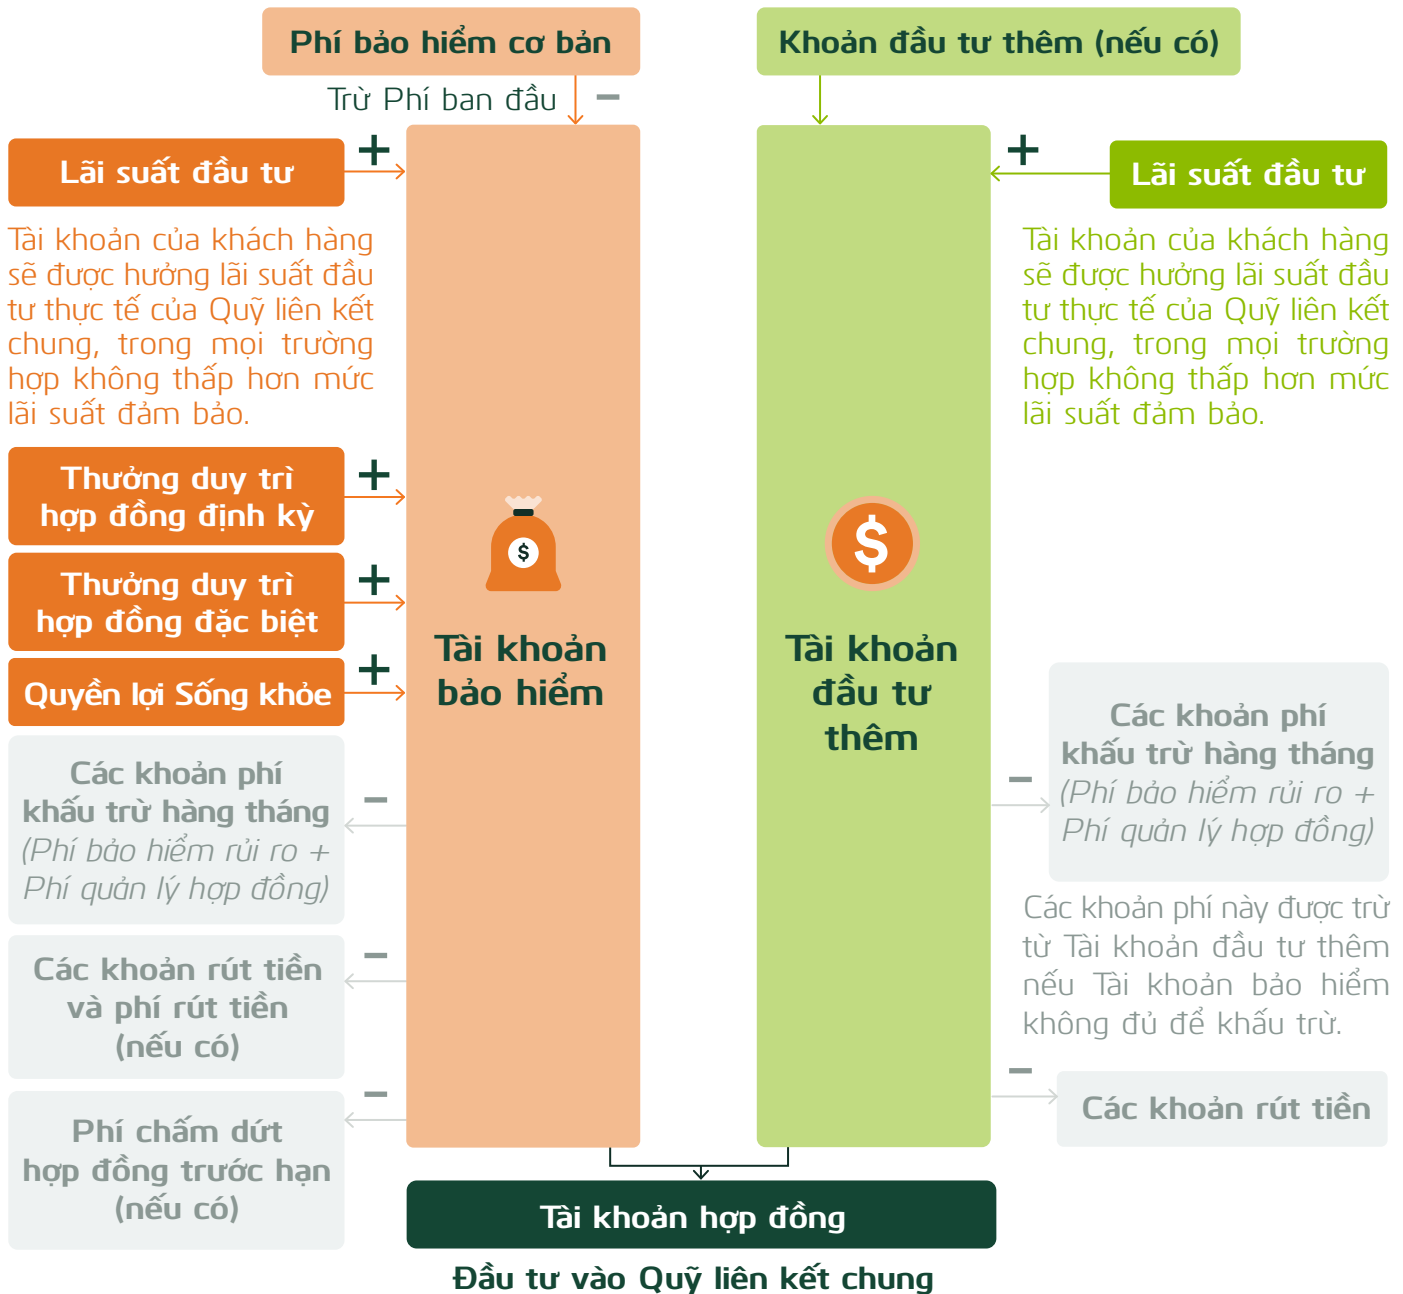 Phí bảo hiểm cơ bản
Trừ Phí ban đầu
−
Khoản đầu tư thêm (nếu có)
Lãi suất đầu tư
+
Tài khoản của khách hàng
sẽ được hưởng lãi suất đầu
tư thực tế của Quỹ liên kết
chung, trong mọi trường
hợp không thấp hơn mức
lãi suất đảm bảo.
Thưởng duy trì
hợp đồng định kỳ
+
Thưởng duy trì
hợp đồng đặc biệt
+
Quyền lợi Sống khỏe
+
Các khoản phí
khấu trừ hàng tháng
(Phí bảo hiểm rủi ro +
Phí quản lý hợp đồng)
−
Các khoản rút tiền
và phí rút tiền
(nếu có)
−
Phí chấm dứt
hợp đồng trước hạn
(nếu có)
−
$
Tài khoản
bảo hiểm
$
Tài khoản
đầu tư
thêm
+
Lãi suất đầu tư
Tài khoản của khách hàng
sẽ được hưởng lãi suất đầu
tư thực tế của Quỹ liên kết
chung, trong mọi trường
hợp không thấp hơn mức
lãi suất đảm bảo.
−
Các khoản phí
khấu trừ hàng tháng
(Phí bảo hiểm rủi ro +
Phí quản lý hợp đồng)
Các khoản phí này được trừ
từ Tài khoản đầu tư thêm
nếu Tài khoản bảo hiểm
không đủ để khấu trừ.
−
Các khoản rút tiền
Tài khoản hợp đồng
Đầu tư vào Quỹ liên kết chung